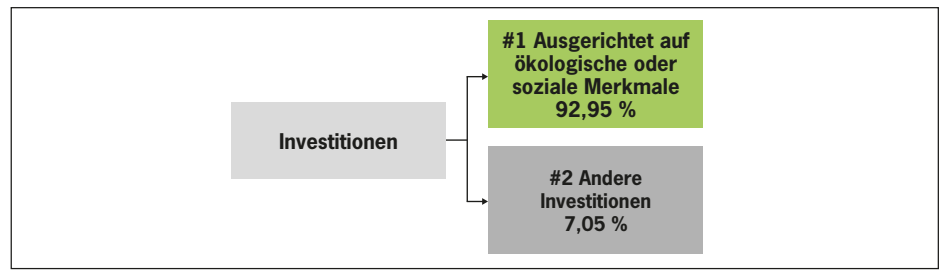 Investitionen
#1 Ausgerichtet auf
ökologische oder
soziale Merkmale
92,95 %
#2 Andere
Investitionen
7,05 %